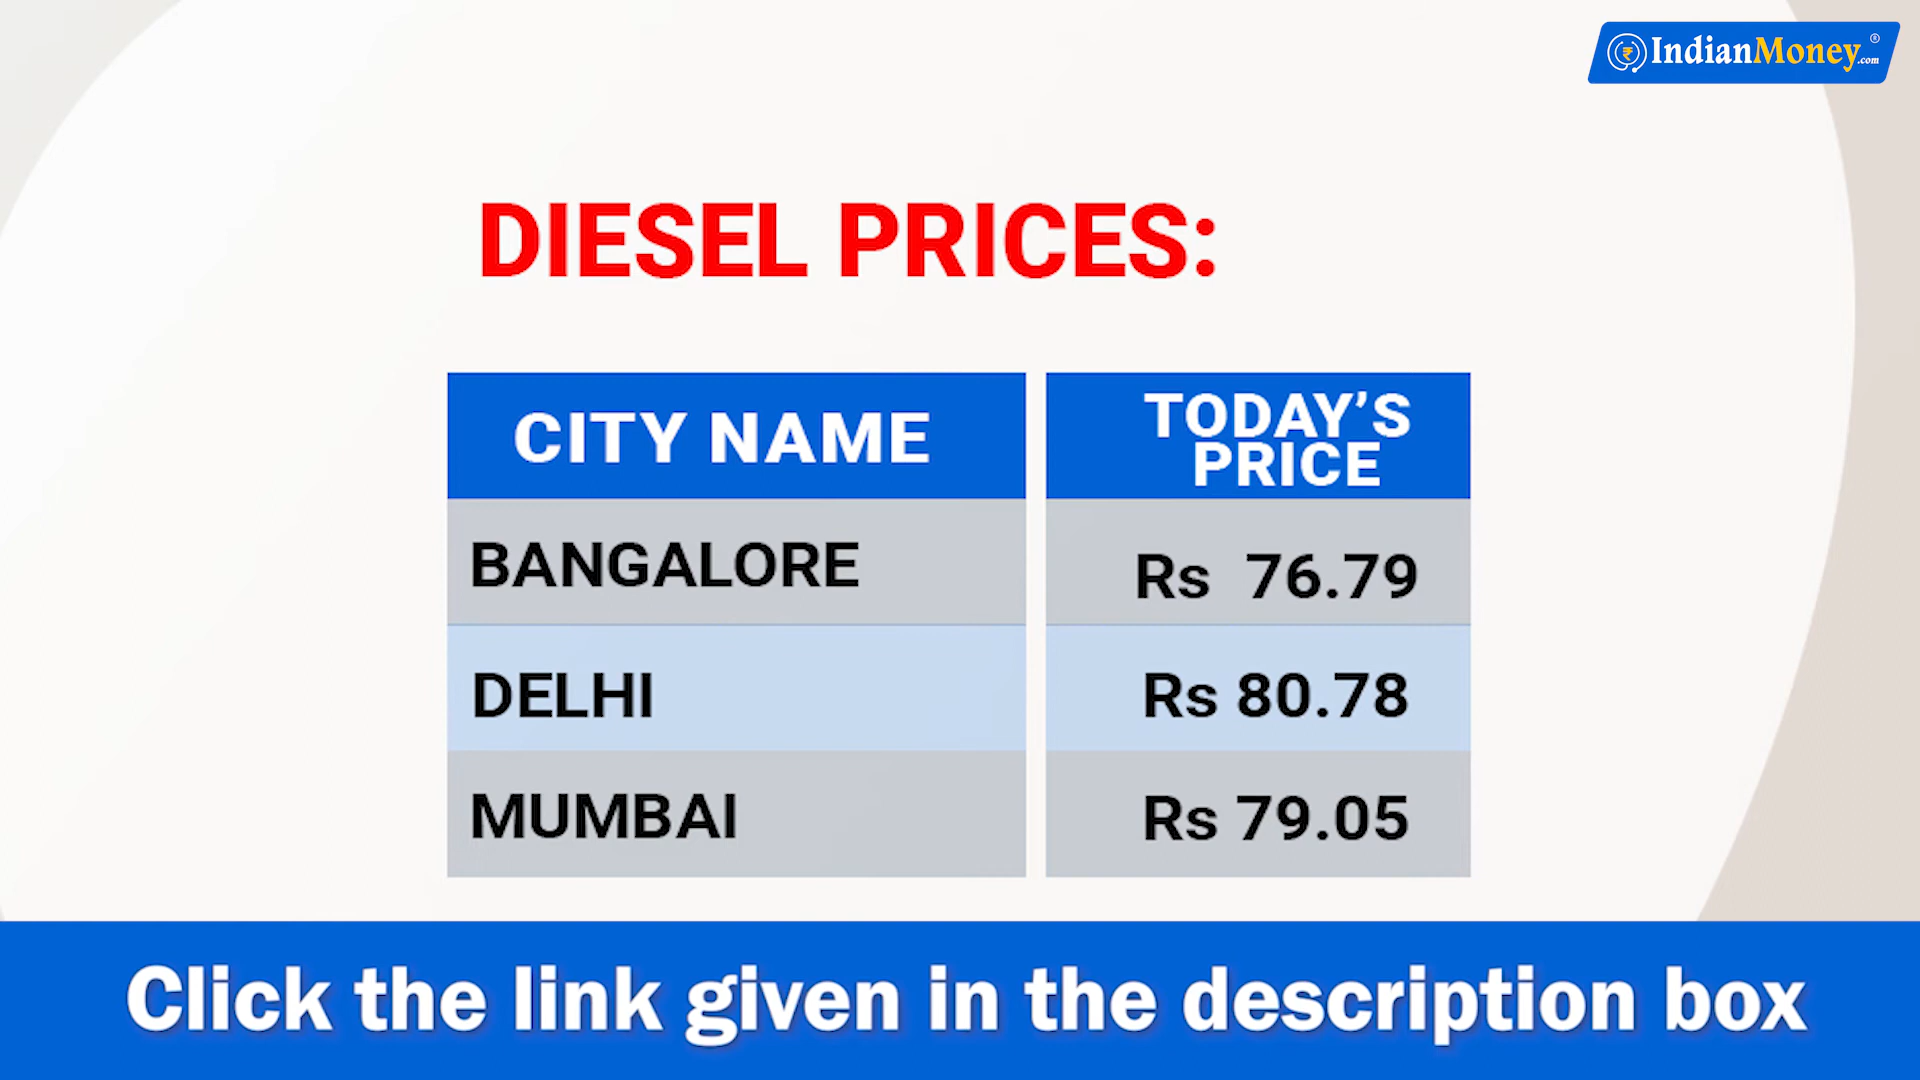 IndianMoney.com®
DIESEL PRICES:
CITY NAME
TODAY’S
PRICE
BANGALORE
Rs 76.79
DELHI
Rs 80.78
MUMBAI
Rs 79.05
Click the link given in the description box